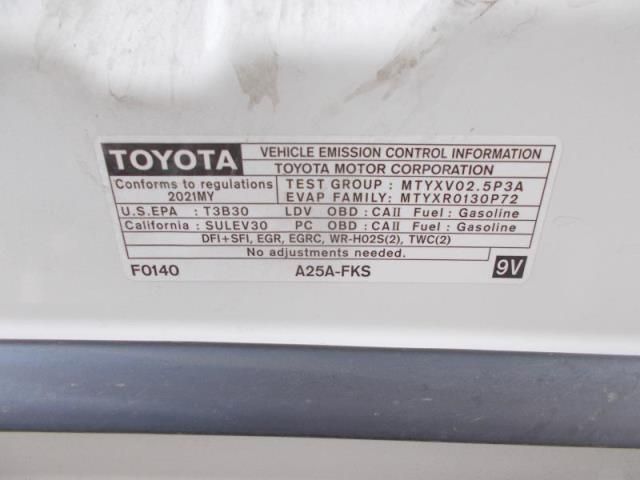 TOYOTA VEHICLE EMISSION CONTROL INFORMATION
TOYOTA MOTOR CORPORATION
Conforms to regulations
2021MY
TEST GROUP : MTYXV02.5P3A
EVAP FAMILY: MTYXR0130P72
U.S.EPA : T3B30 LDV OBD : CAII Fuel : Gasoline
California : SULEV30 PC OBD : CAII Fuel : Gasoline
DFI+SFI, EGR, EGRC, WR-HO2S(2), TWC(2)
No adjustments needed.
F0140 A25A-FKS 9V